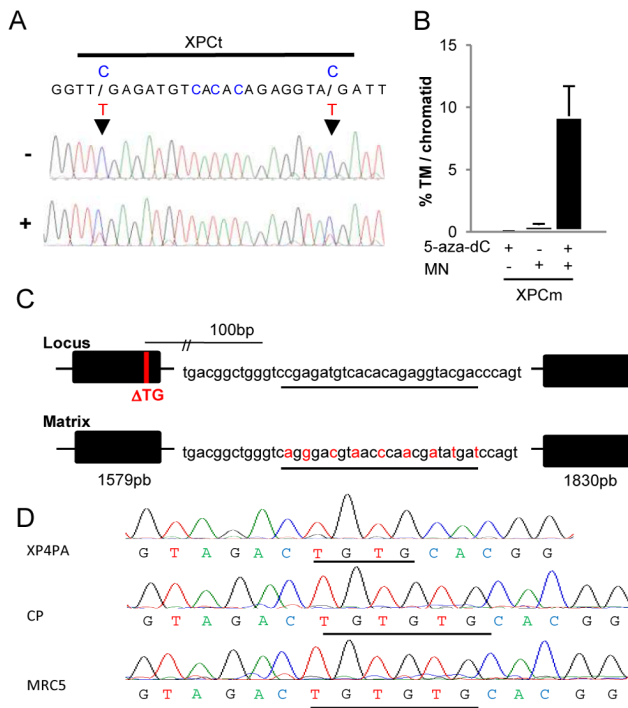 A
XPCt
C C
GGTT/GAGATGTCACACAGAGGTA/GATT
T T
-
+
B
% TM / chromatid
15
10
5
0
5-aza-dC + - +
MN - + +
XPCm
C
100bp
//
Locus
tgacggctgggtccgagatgtcacacagaggtacgacccagt
ΔTG
Matrix
tgacggctgggtcagggacgtaacccaacgatatgatccagt
1579pb 1830pb
D
XP4PA
G T A G A C T G T G C A C G G
CP
G T A G A C T G T G T G C A C G G
MRC5
G T A G A C T G T G T G C A C G G